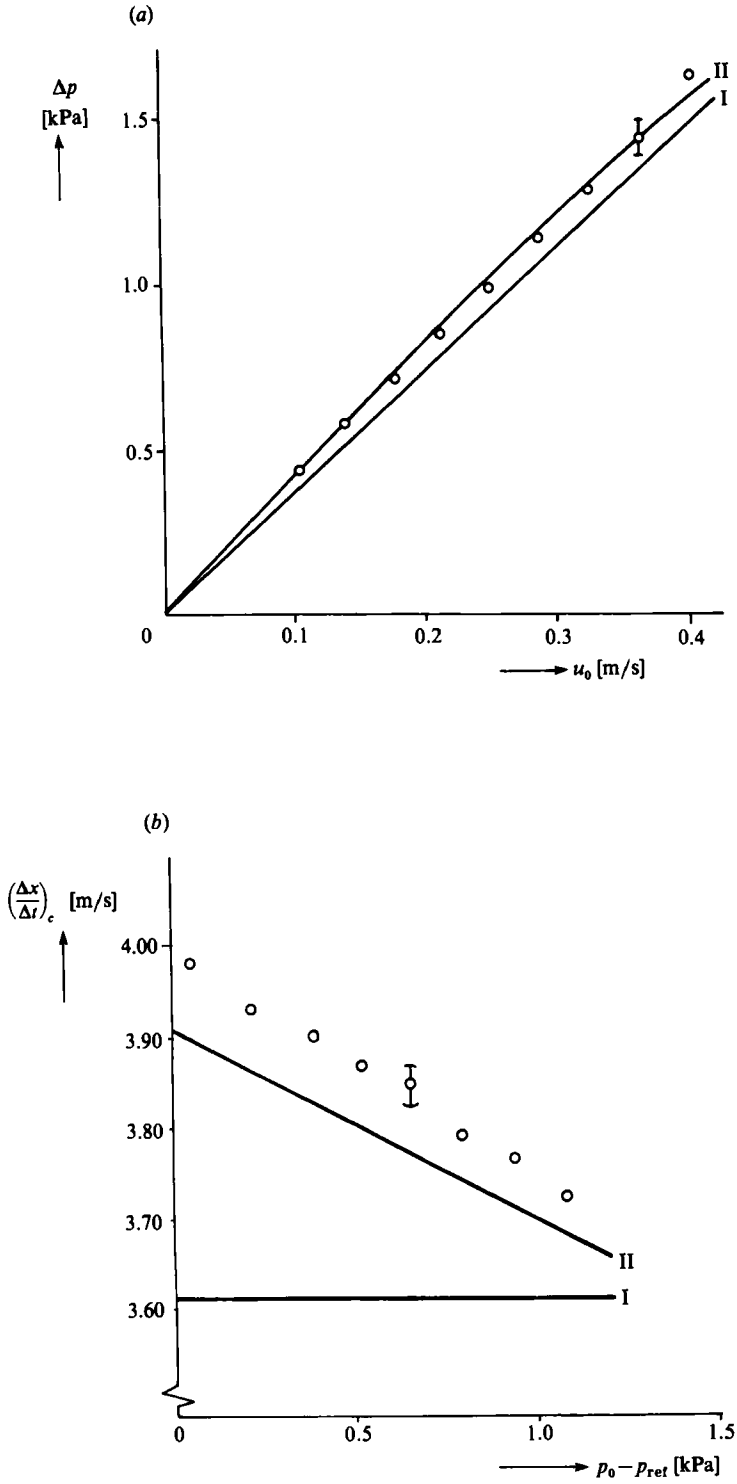 (a)
Δp
[kPa]
1.5
1.0
0.5
0
0.1
0.2
0.3
0.4
u₀ [m/s]
II
I
(b)
(Δx/Δt)c [m/s]
4.00
3.90
3.80
3.70
3.60
II
I
0
0.5
1.0
1.5
p₀ − pref [kPa]